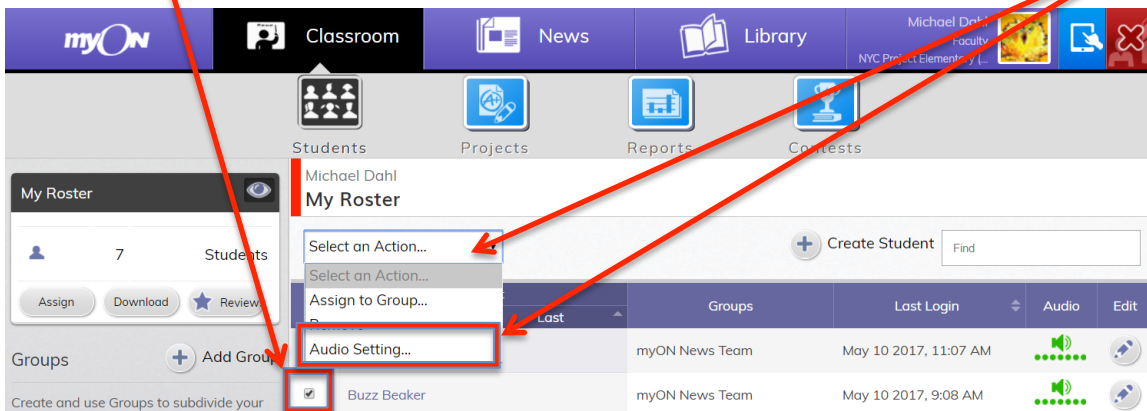 myON
Classroom
News
Library
Michael Dahl
Faculty
NYC Project Elementary (...
Students
Projects
Reports
Contests
My Roster
7 Students
Assign
Download
Review
Groups
Add Group
Create and use Groups to subdivide your
Michael Dahl
My Roster
Select an Action...
Create Student
Find
Select an Action...
Assign to Group...
Audio Setting...
Last
Groups
Last Login
Audio
Edit
myON News Team
May 10 2017, 11:07 AM
Buzz Beaker
myON News Team
May 10 2017, 9:08 AM